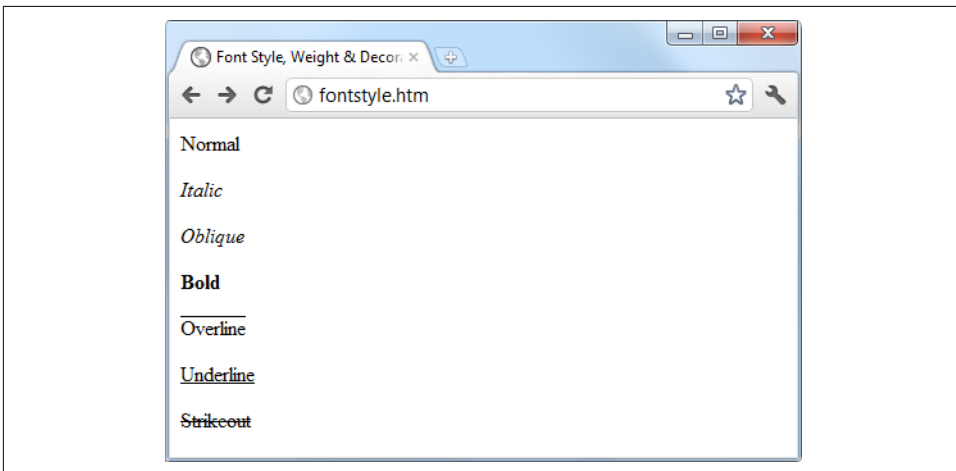 Font Style, Weight & Decor
fontstyle.htm
Normal
Italic
Oblique
Bold
Overline
Underline
Strikeout